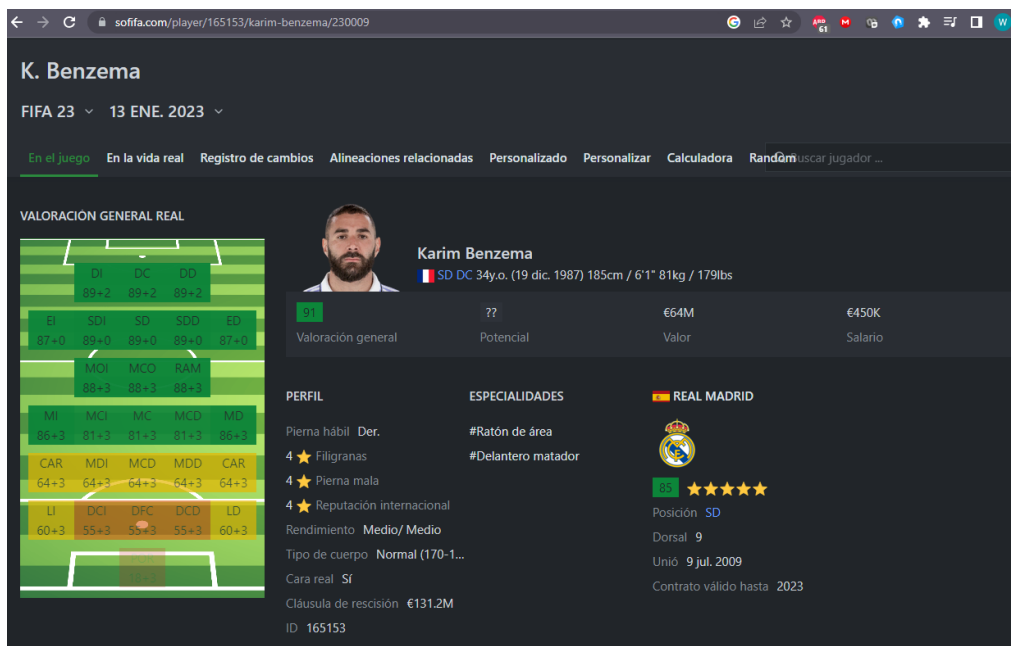 sofifa.com/player/165153/karim-benzema/230009
61
W
K. Benzema
FIFA 23 13 ENE. 2023
En el juego En la vida real Registro de cambios Alineaciones relacionadas Personalizado Personalizar Calculadora Random Buscar jugador ...
VALORACIÓN GENERAL REAL
DI DC DD
89+2 89+2 89+2
EI SDI SD SDD ED
87+0 89+0 89+0 89+0 87+0
MOI MCO RAM
88+3 88+3 88+3
MI MCI MC MCD MD
86+3 81+3 81+3 81+3 86+3
CAR MDI MCD MDD CAR
64+3 64+3 64+3 64+3 64+3
LI DCI DFC DCD LD
60+3 55+3 55+3 55+3 60+3
Karim Benzema
SD DC 34y.o. (19 dic. 1987) 185cm / 6'1" 81kg / 179lbs
91 ?? €64M €450K
Valoración general Potencial Valor Salario
PERFIL
Pierna hábil Der.
4 Filigranas
4 Pierna mala
4 Reputación internacional
Rendimiento Medio/ Medio
Tipo de cuerpo Normal (170-1...
Cara real Sí
Cláusula de rescisión €131.2M
ID 165153
ESPECIALIDADES
#Ratón de área
#Delantero matador
REAL MADRID
85
Posición SD
Dorsal 9
Unió 9 jul. 2009
Contrato válido hasta 2023